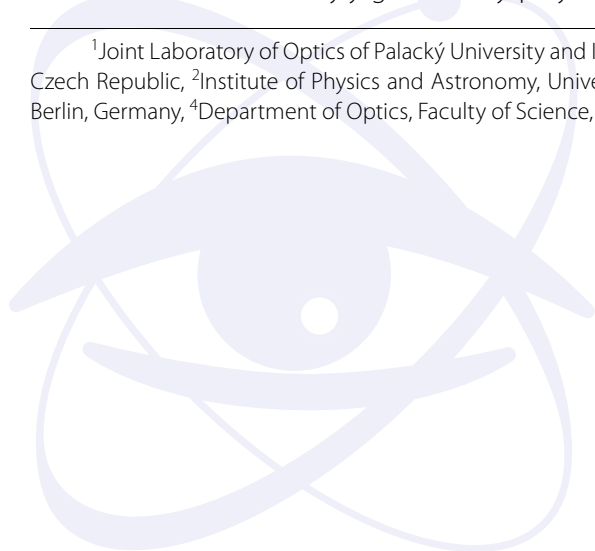 ¹Joint Laboratory of Optics of Palacký University and
Czech Republic, ²Institute of Physics and Astronomy,
Berlin, Germany, ⁴Department of Optics, Faculty of Science,